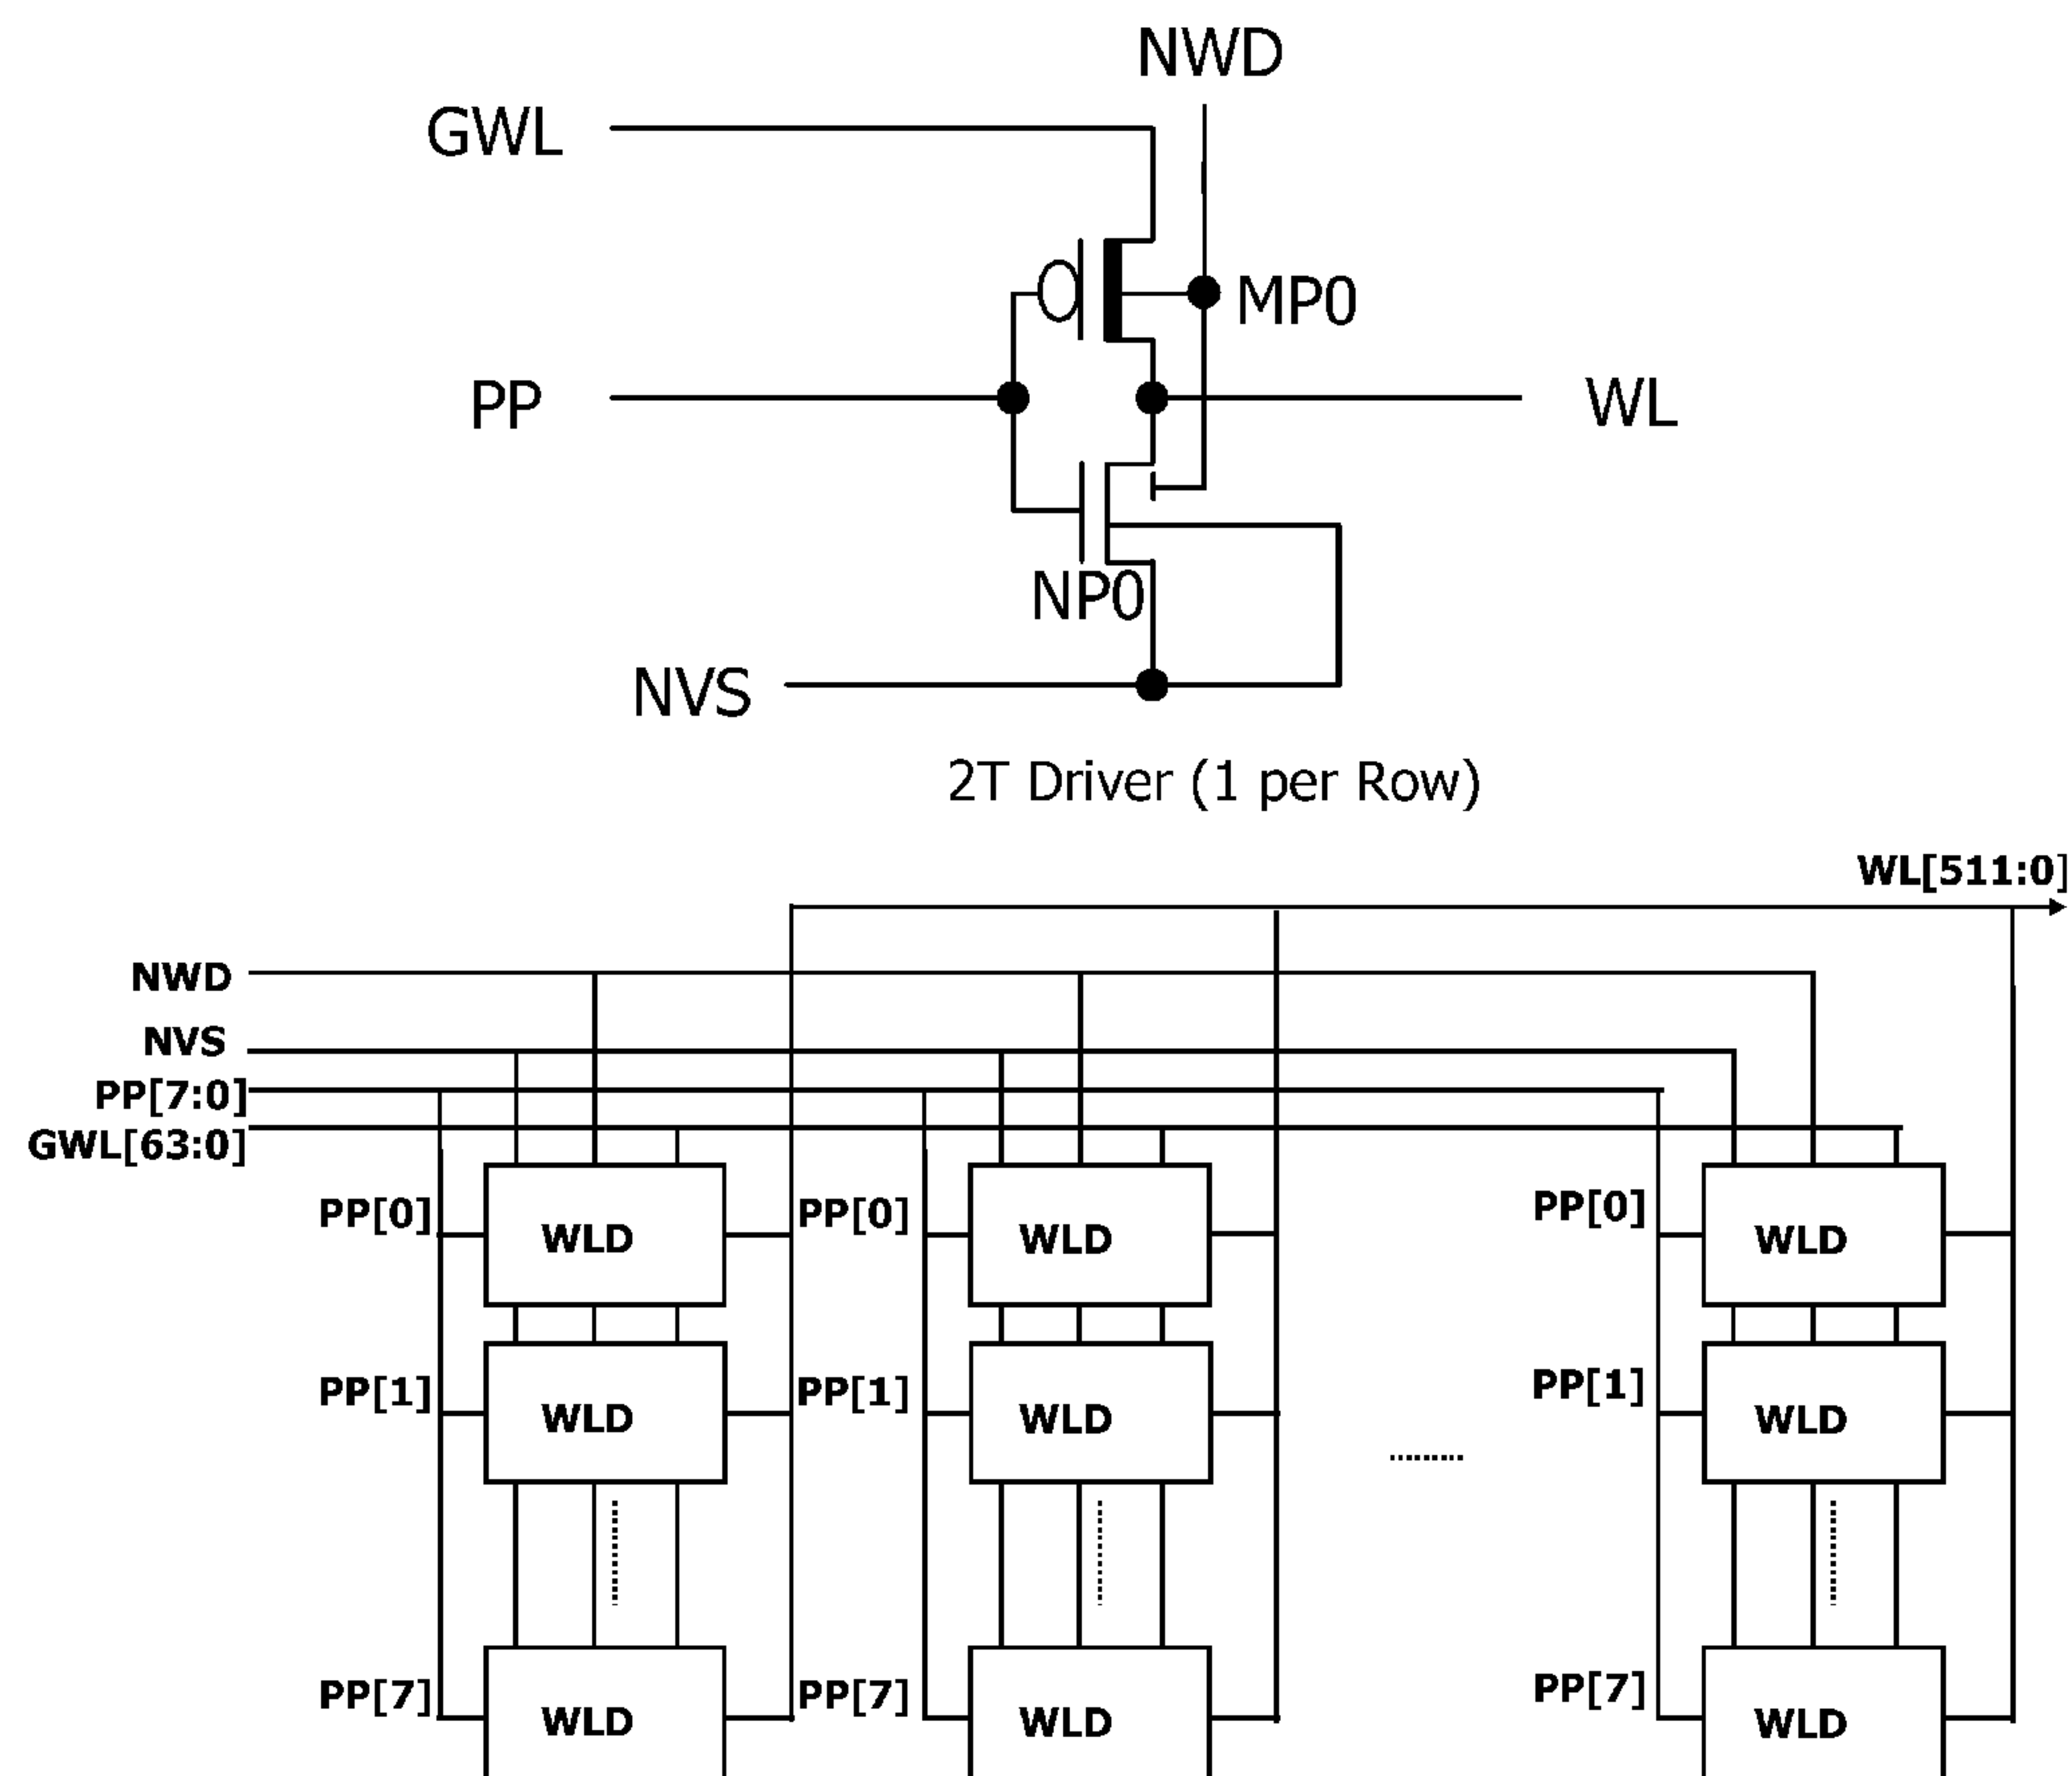 NWD
GWL
MP0
PP
WL
NP0
NVS
2T Driver (1 per Row)
WL[511:0]
NWD
NVS
PP[7:0]
GWL[63:0]
PP[0] WLD PP[0] WLD PP[0] WLD
PP[1] WLD PP[1] WLD PP[1] WLD
PP[7] WLD PP[7] WLD PP[7] WLD